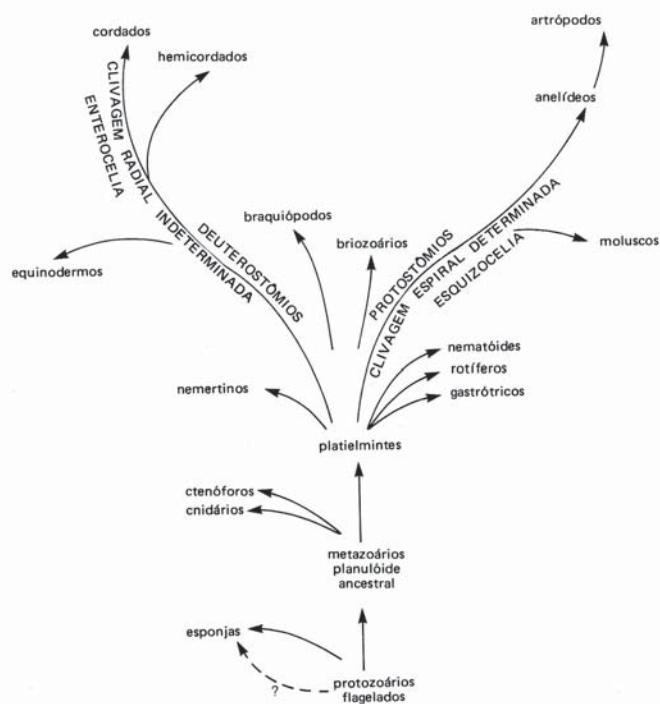 artrópodos
cordados
hemicordados
anelídeos
CLIVAGEM RADIAL INDETERMINADA
ENTEROCELIA
DEUTEROSTÔMIOS
braquiópodos
briozoários
PROTOSTÔMIOS
CLIVAGEM ESPIRAL DETERMINADA
ESQUIZOCELIA
moluscos
equinodermos
nematóides
rotíferos
gastrótricos
nemertinos
platielmintes
ctenóforos
cnidários
metazoários
planulóide
ancestral
esponjas
?
protozoários
flagelados